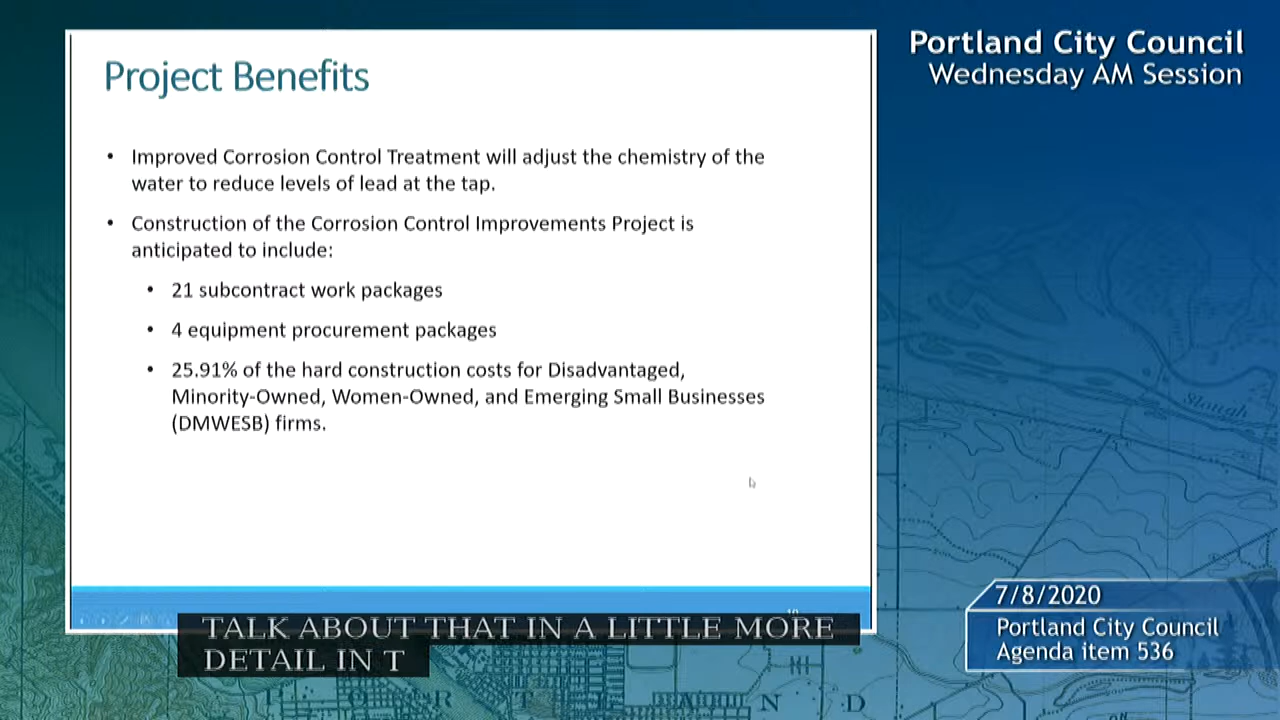 Portland City Council
Wednesday AM Session
Project Benefits
• Improved Corrosion Control Treatment will adjust the chemistry of the
water to reduce levels of lead at the tap.
• Construction of the Corrosion Control Improvements Project is
anticipated to include:
• 21 subcontract work packages
• 4 equipment procurement packages
• 25.91% of the hard construction costs for Disadvantaged,
Minority-Owned, Women-Owned, and Emerging Small Businesses
(DMWESB) firms.
Slough
7/8/2020
Portland City Council
Agenda item 536
TALK ABOUT THAT IN A LITTLE MORE
DETAIL IN T